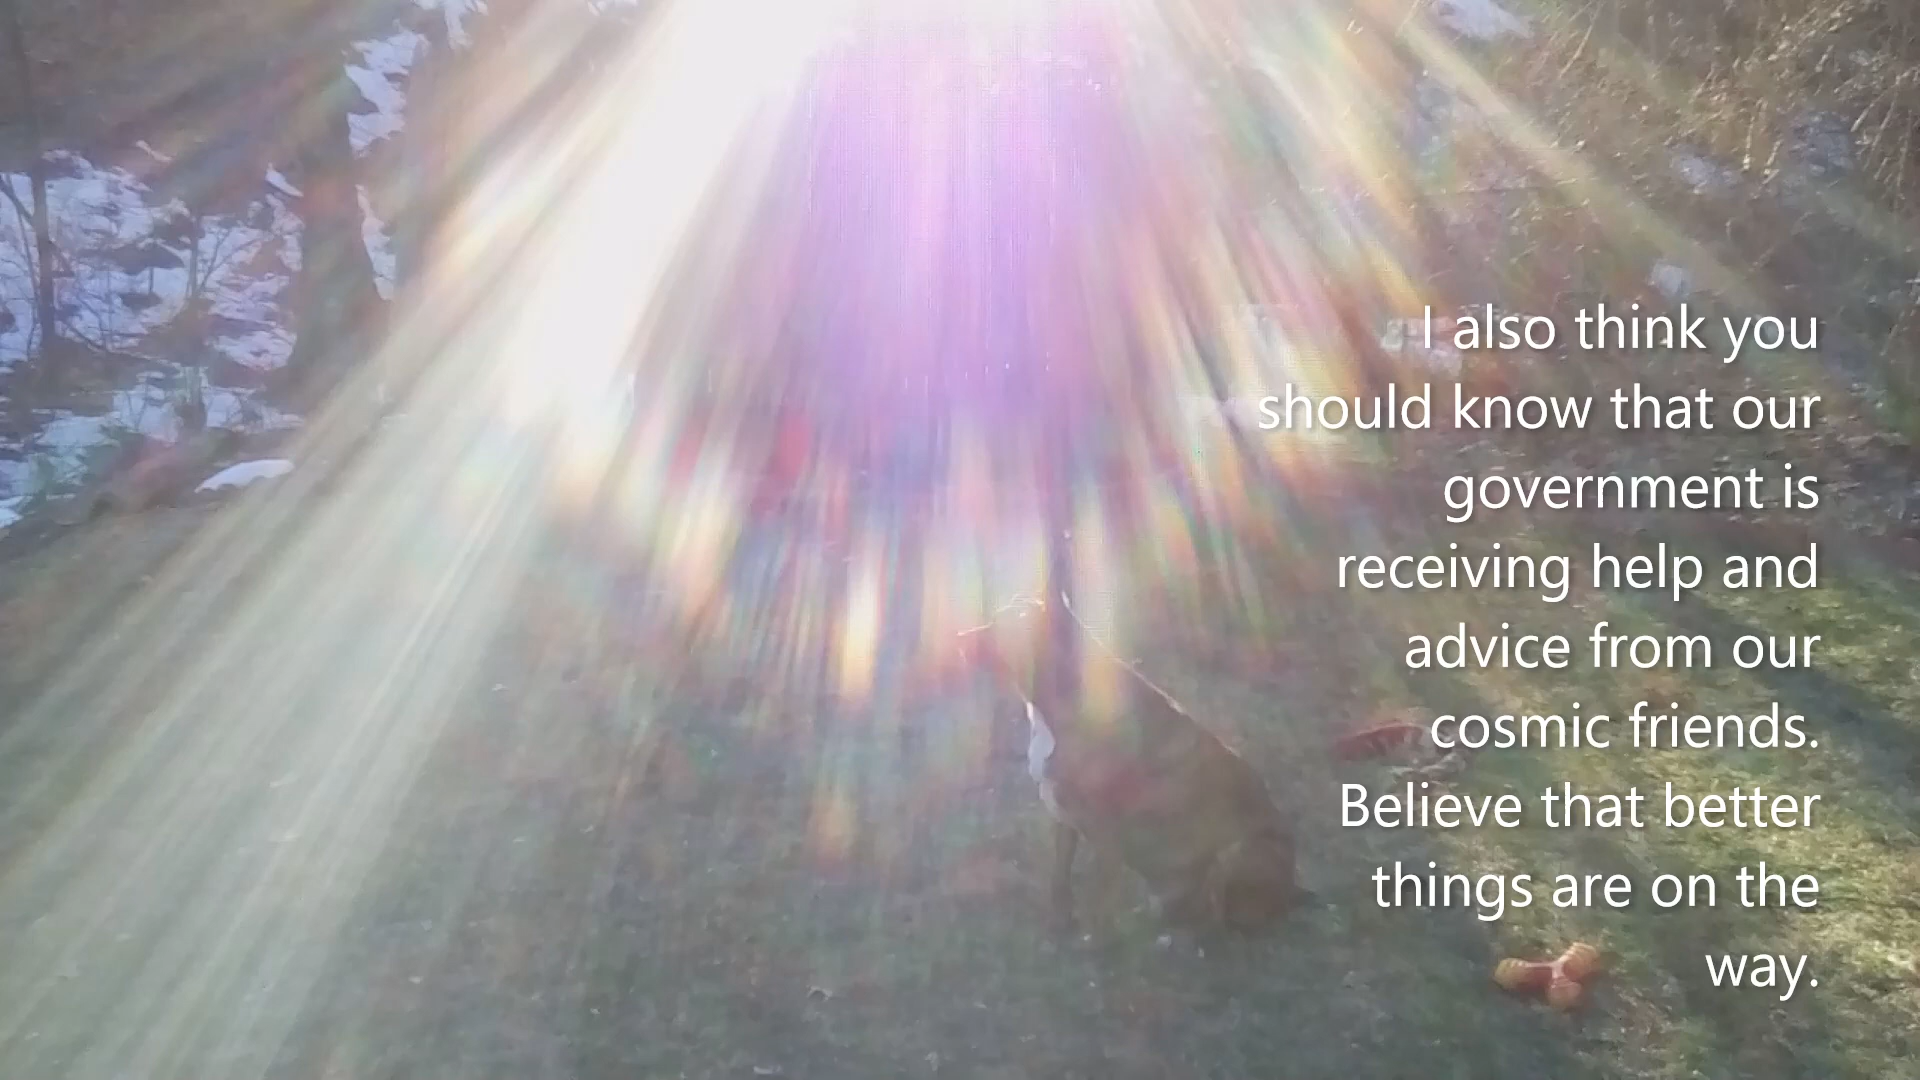 I also think you
should know that our
government is
receiving help and
advice from our
cosmic friends.
Believe that better
things are on the
way.